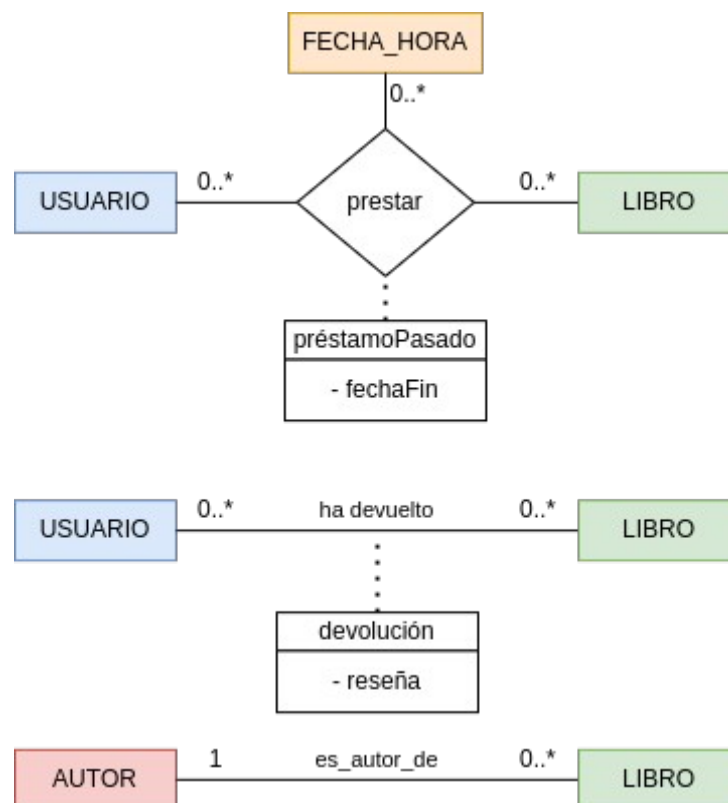 FECHA_HORA
0..*
USUARIO
0..*
prestar
0..*
LIBRO
préstamoPasado
- fechaFin
USUARIO
0..*
ha devuelto
0..*
LIBRO
devolución
- reseña
AUTOR
1
es_autor_de
0..*
LIBRO